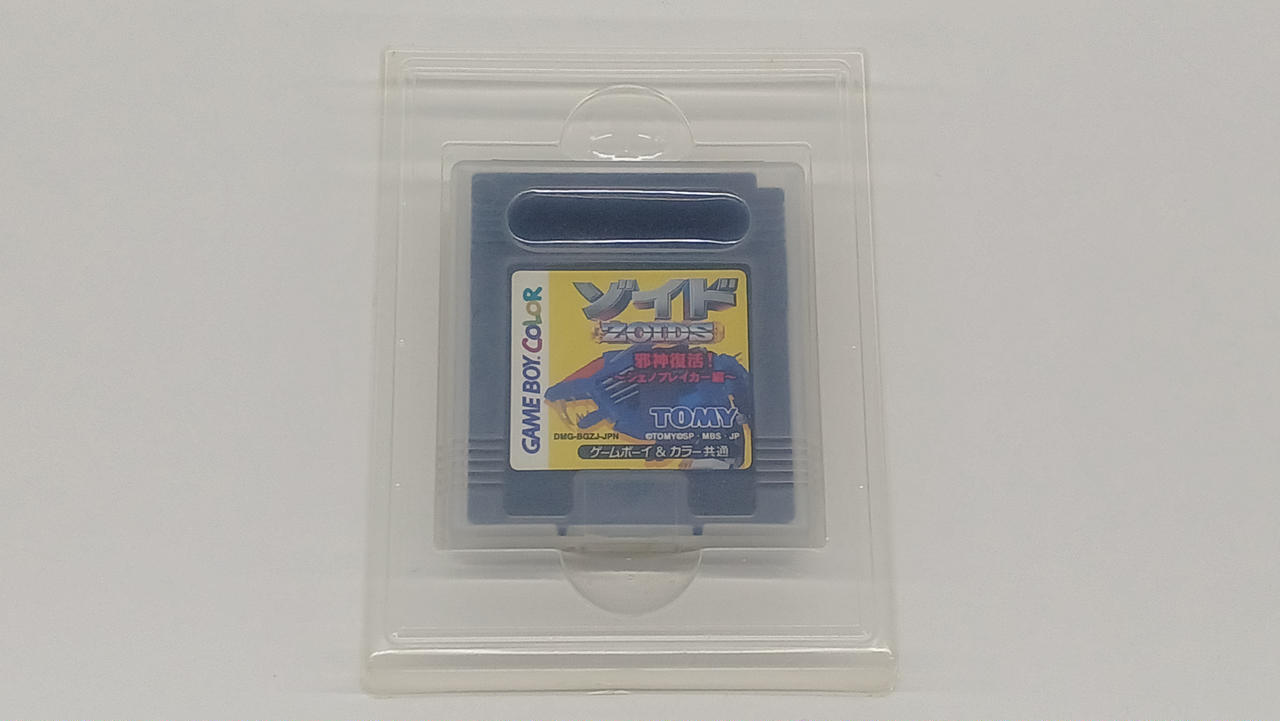 GAME BOY COLOR
ゾイド
ZOIDS
邪神復活!
～ジェノブレイカー編～
TOMY
DMG-BGZJ-JPN
©TOMY©SP・MBS・JP
ゲームボーイ & カラー共通